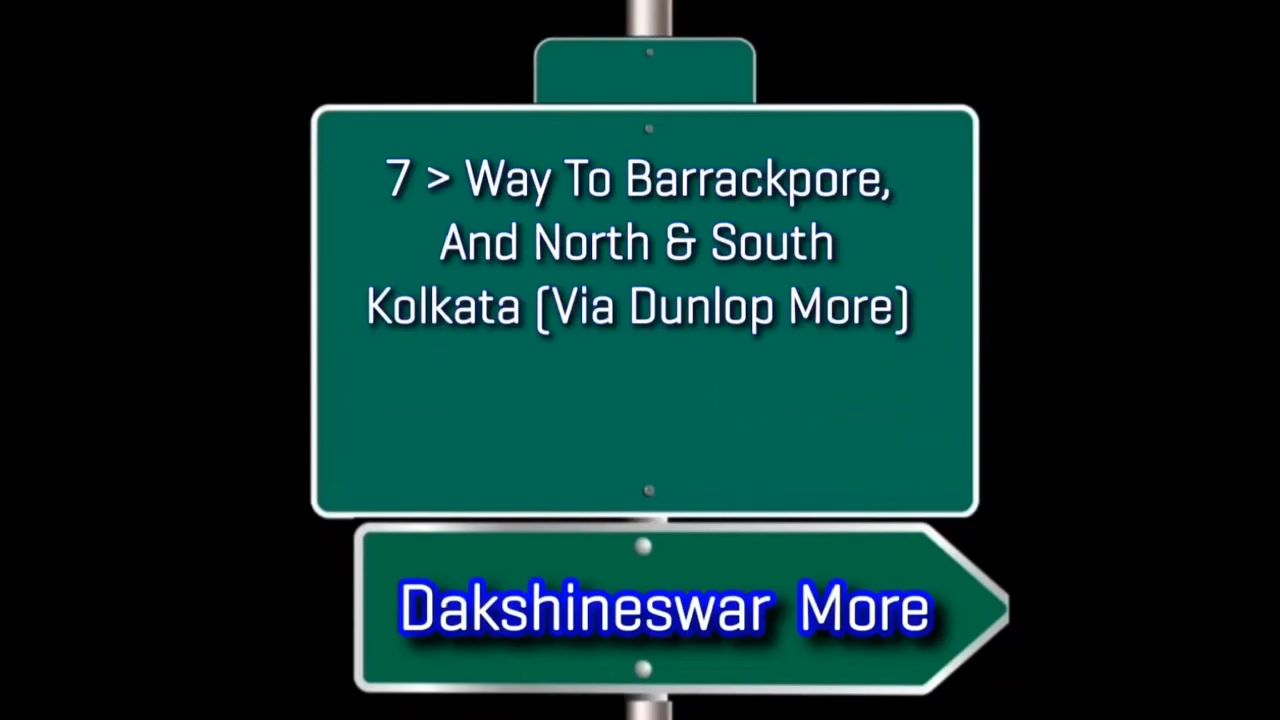 7 > Way To Barrackpore,
And North & South
Kolkata (Via Dunlop More)
Dakshineswar More